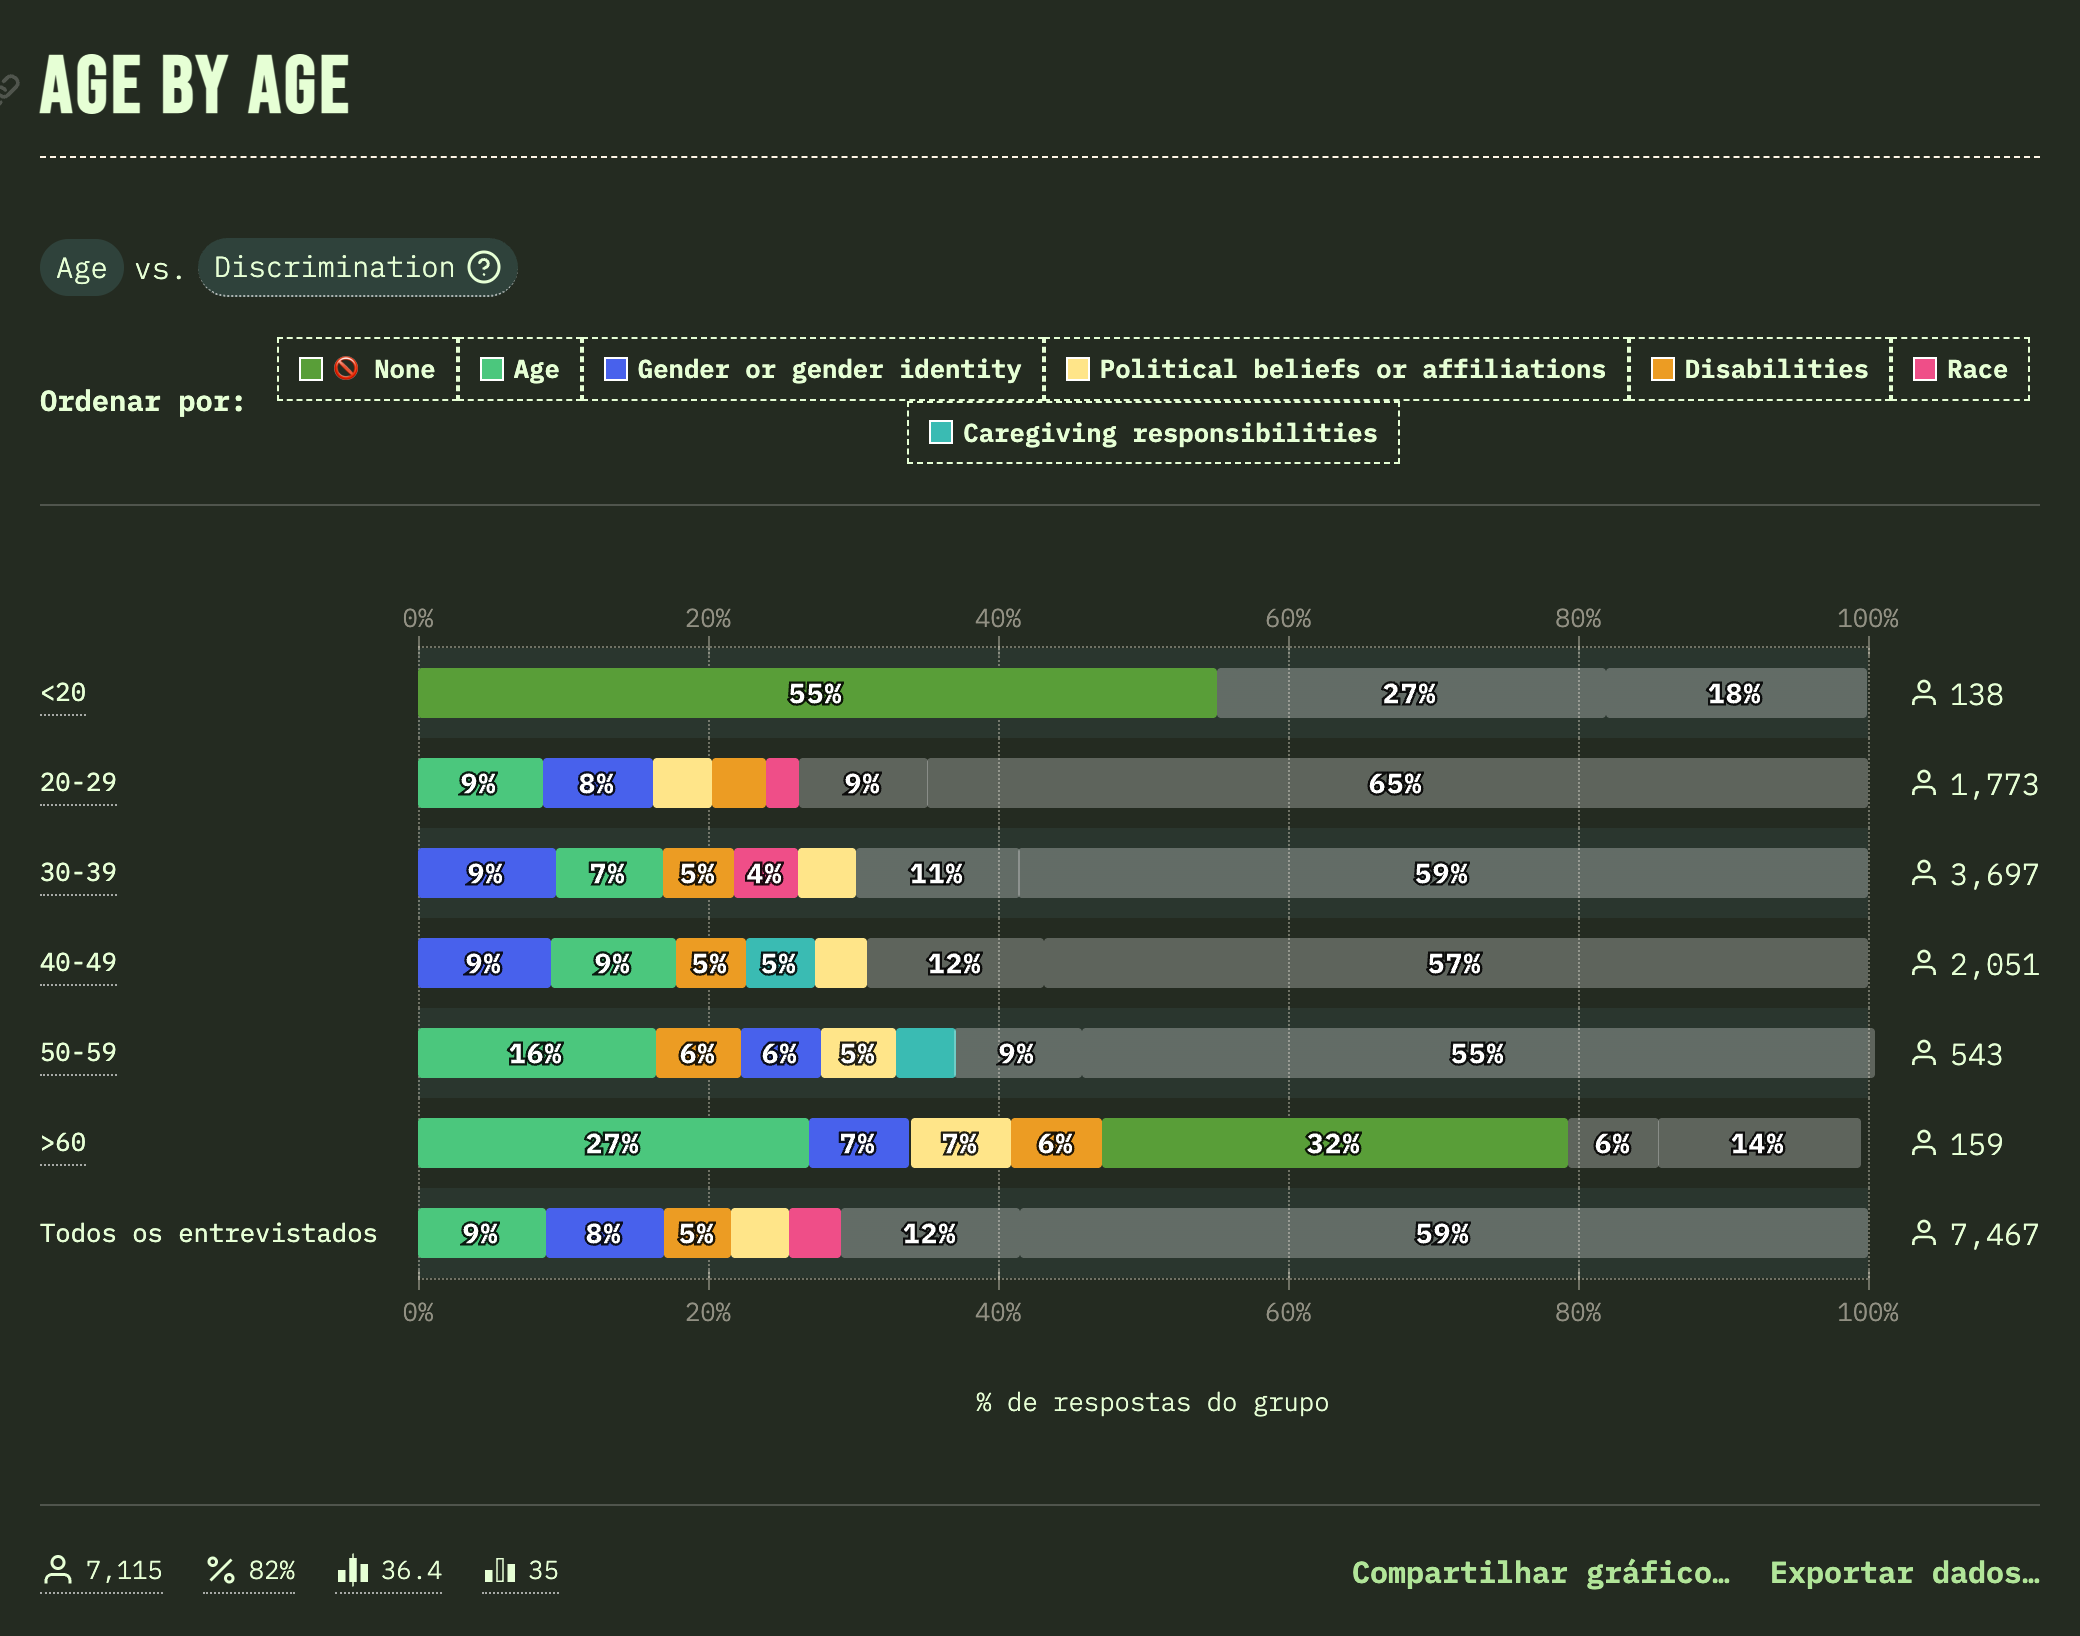 AGE BY AGE
Age vs. Discrimination
Ordenar por:
None Age Gender or gender identity Political beliefs or affiliations Disabilities Race
Caregiving responsibilities
0% 20% 40% 60% 80% 100%
<20 55% 27% 18% 138
20-29 9% 8% 9% 65% 1,773
30-39 9% 7% 5% 4% 11% 59% 3,697
40-49 9% 9% 5% 5% 12% 57% 2,051
50-59 16% 6% 6% 5% 9% 55% 543
>60 27% 7% 7% 6% 32% 6% 14% 159
Todos os entrevistados 9% 8% 5% 12% 59% 7,467
0% 20% 40% 60% 80% 100%
% de respostas do grupo
7,115 82% 36.4 35 Compartilhar gráfico… Exportar dados…